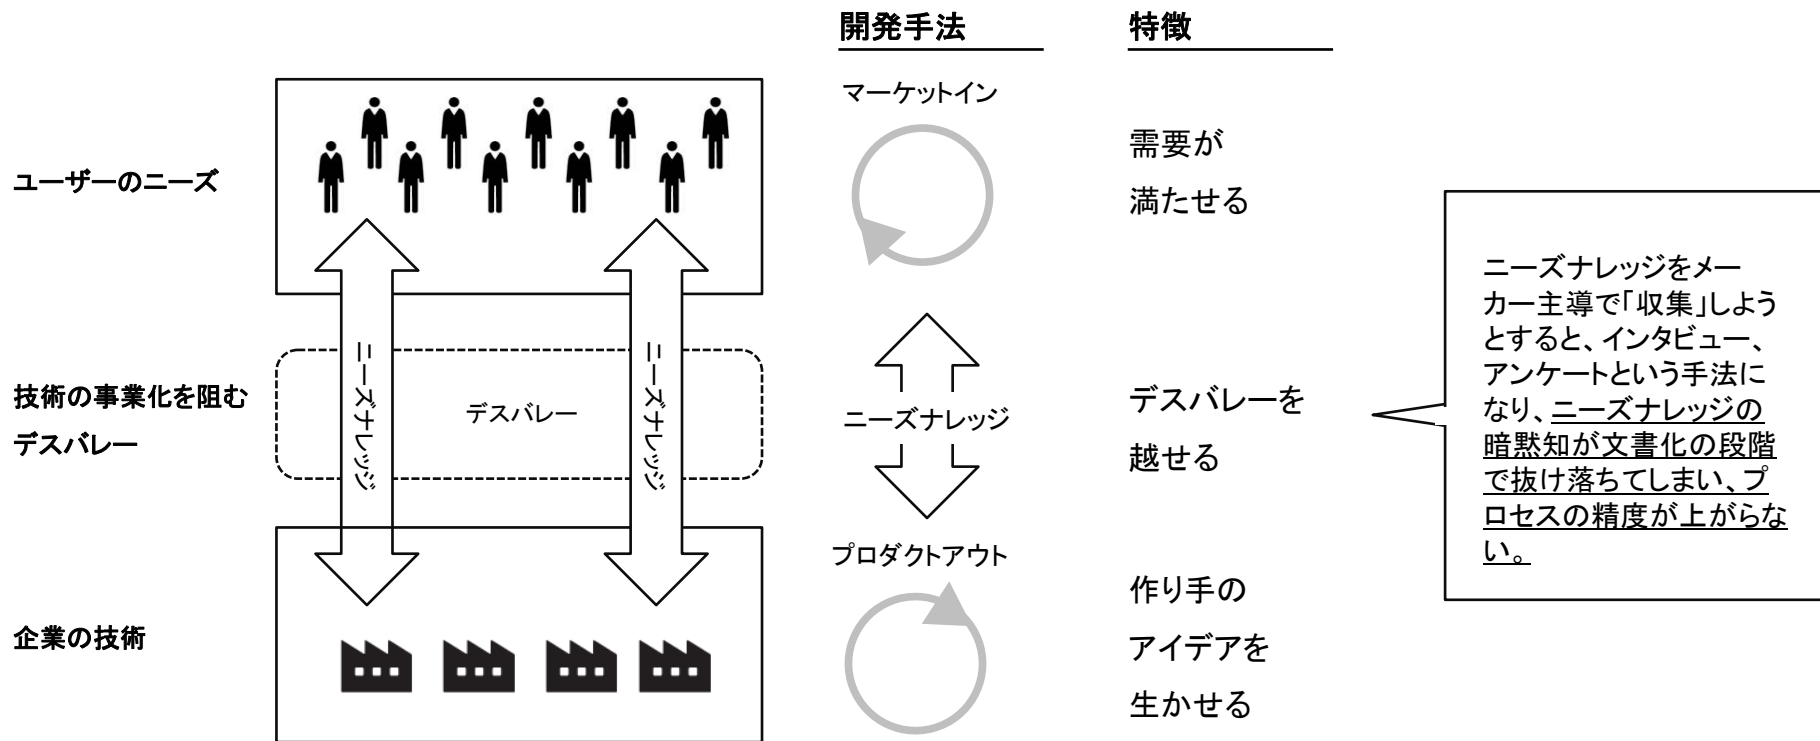 開発手法
特徴
ユーザーのニーズ
マーケットイン
需要が
満たせる
技術の事業化を阻む
デスバレー
ニーズナレッジ
デスバレー
ニーズナレッジ
ニーズナレッジ
デスバレーを
越せる
ニーズナレッジをメー
カー主導で「収集」しよう
とすると、インタビュー、
アンケートという手法に
なり、ニーズナレッジの
暗黙知が文書化の段階
で抜け落ちてしまい、プ
ロセスの精度が上がらな
い。
企業の技術
プロダクトアウト
作り手の
アイデアを
生かせる